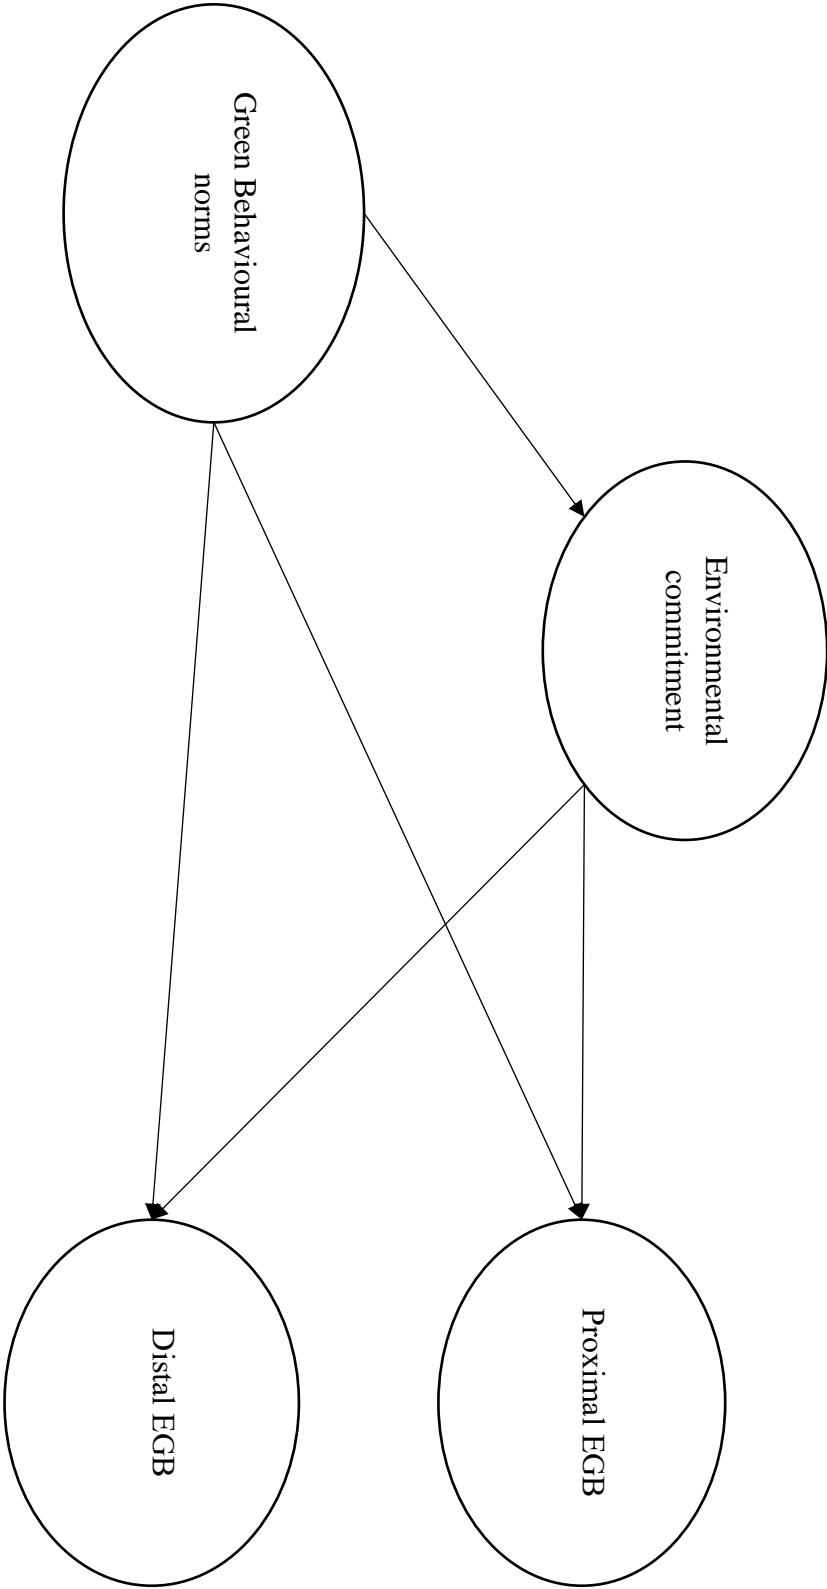 Green Behavioural
norms
Environmental
commitment
Proximal EGB
Distal EGB